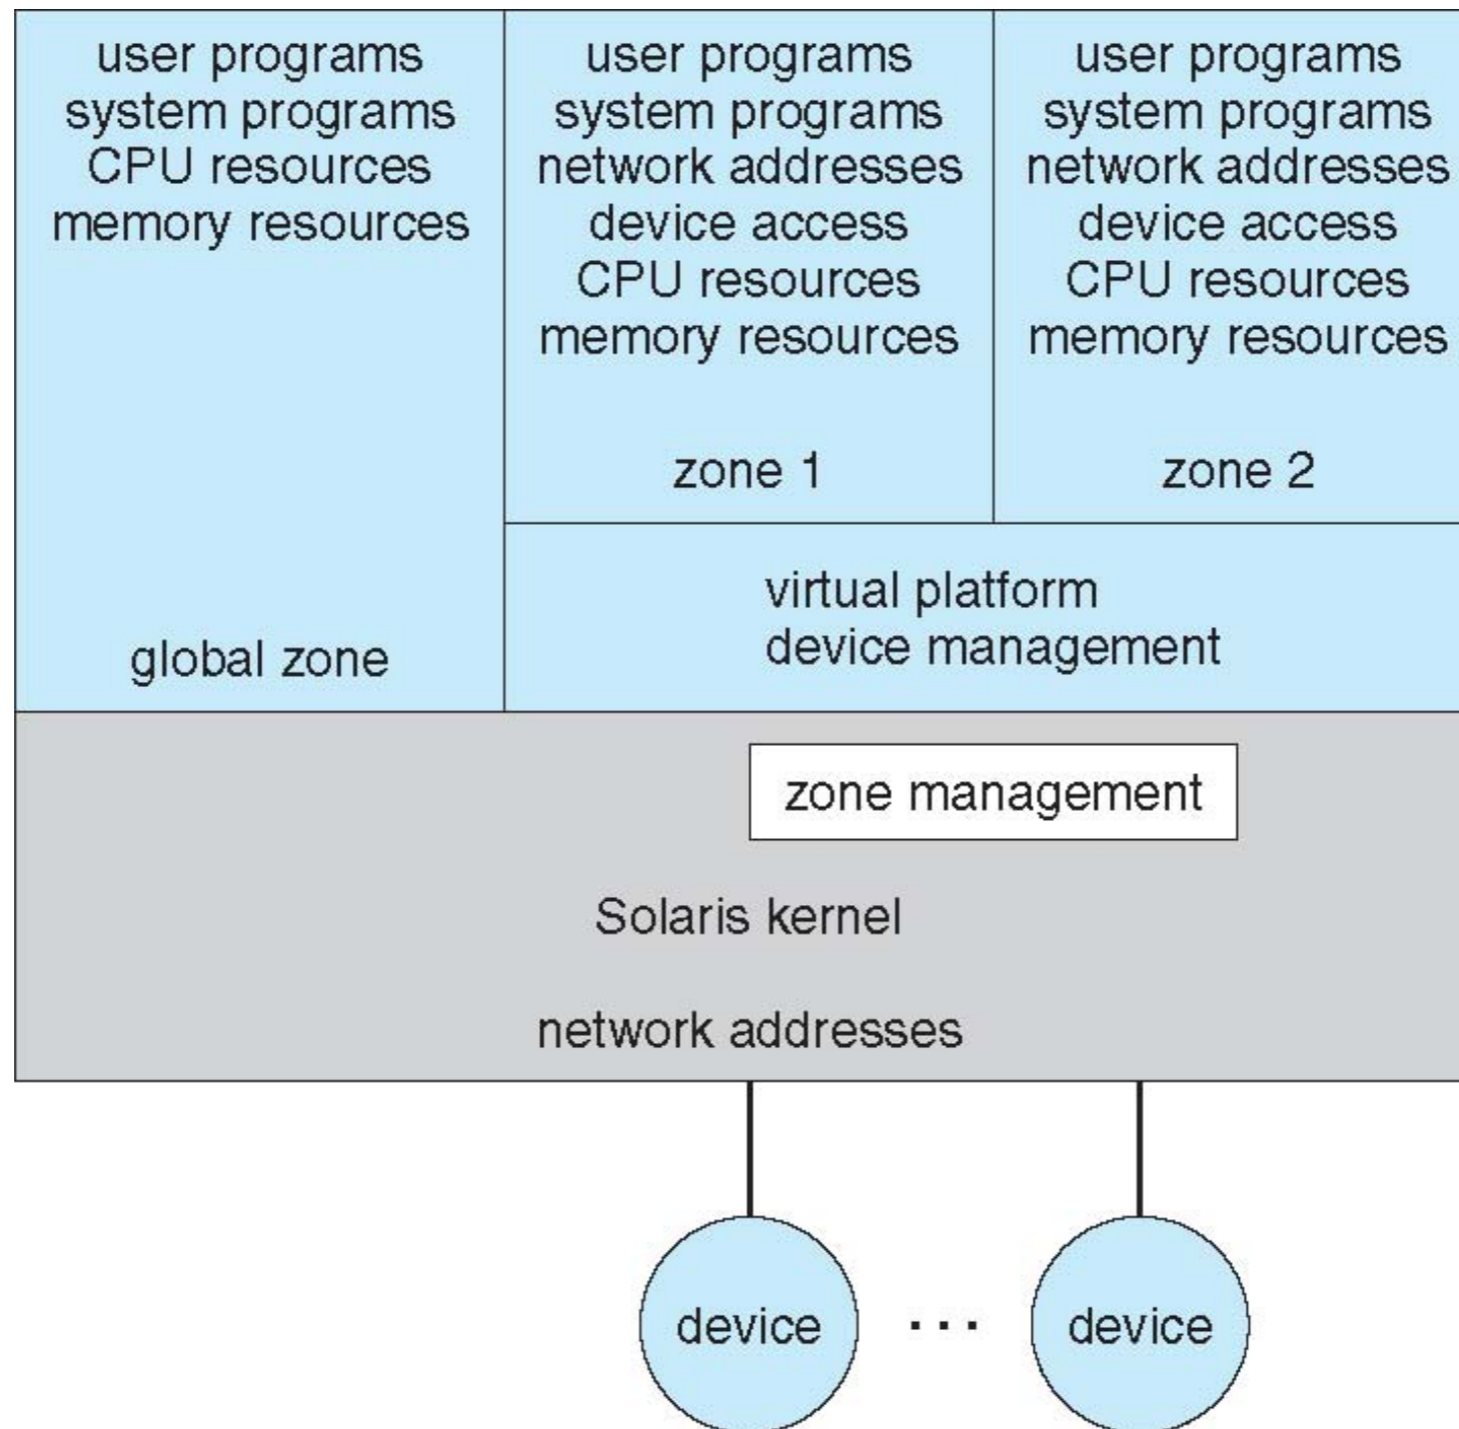 user programs
system programs
CPU resources
memory resources
global zone
user programs
system programs
network addresses
device access
CPU resources
memory resources
zone 1
user programs
system programs
network addresses
device access
CPU resources
memory resources
zone 2
virtual platform
device management
zone management
Solaris kernel
network addresses
device
...
device